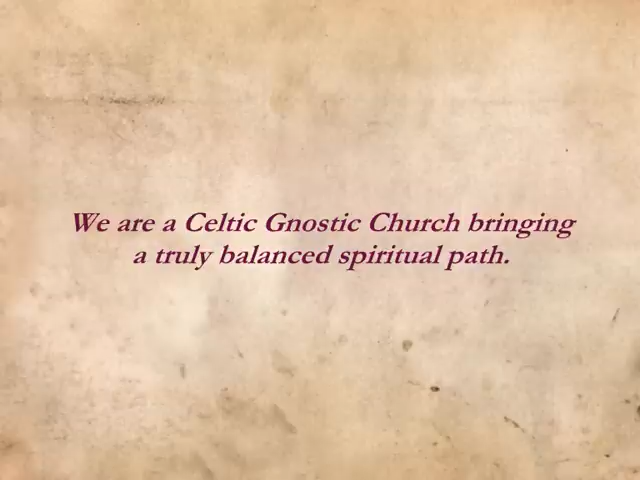 We are a Celtic Gnostic Church bringing
a truly balanced spiritual path.